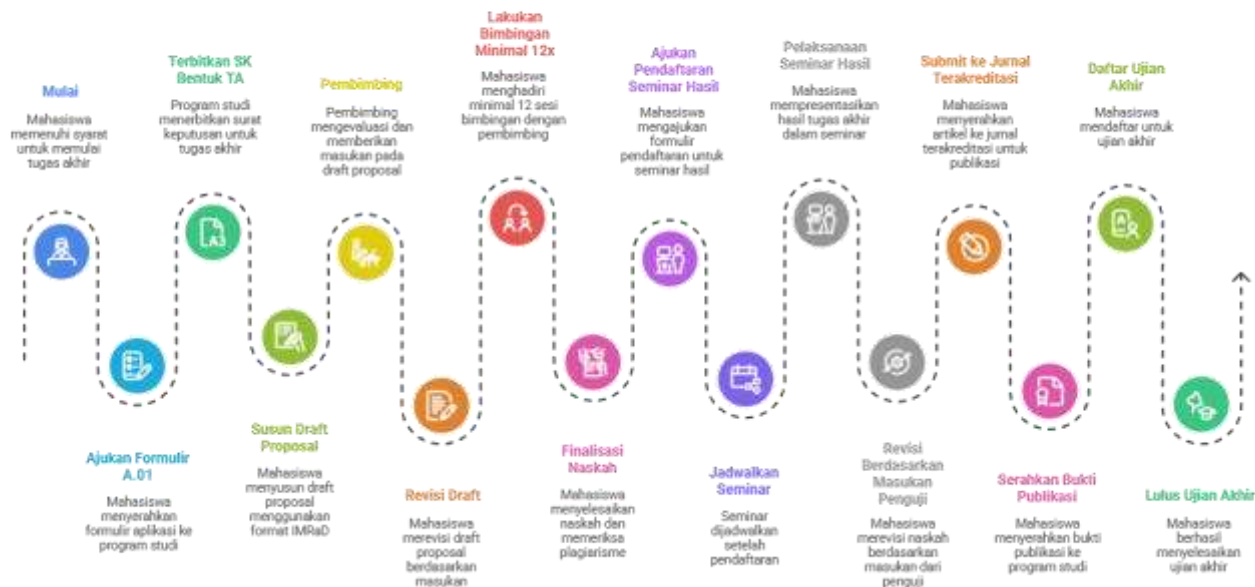 Mulai
Mahasiswa
memenuhi syarat
untuk memulai
tugas akhir
Ajukan Formulir
A.01
Mahasiswa
menyerahkan
formulir aplikasi ke
program studi
Terbitkan SK
Bentuk TA
Program studi
menerbitkan surat
keputusan untuk
tugas akhir
Susun Draft
Proposal
Mahasiswa
menyusun draft
proposal
menggunakan
format IMRaD
Pembimbing
Pembimbing
mengevaluasi dan
memberikan
masukan pada
draft proposal
Revisi Draft
Mahasiswa
merevisi draft
proposal
berdasarkan
masukan
Lakukan
Bimbingan
Minimal 12x
Mahasiswa
menghadiri
minimal 12 sesi
bimbingan dengan
pembimbing
Finalisasi
Naskah
Mahasiswa
menyelesaikan
naskah dan
memeriksa
plagiarisme
Ajukan
Pendaftaran
Seminar Hasil
Mahasiswa
mengajukan
formulir
pendaftaran untuk
seminar hasil
Jadwalkan
Seminar
Seminar
dijadwalkan
setelah
pendaftaran
Pelaksanaan
Seminar Hasil
Mahasiswa
mempresentasikan
hasil tugas akhir
dalam seminar
Revisi
Berdasarkan
Masukan
Penguji
Mahasiswa
merevisi naskah
berdasarkan
masukan dari
penguji
Submit ke Jurnal
Terakreditasi
Mahasiswa
menyerahkan
artikel ke jurnal
terakreditasi untuk
publikasi
Serahkan Bukti
Publikasi
Mahasiswa
menyerahkan bukti
publikasi ke
program studi
Daftar Ujian
Akhir
Mahasiswa
mendaftar untuk
ujian akhir
Lulus Ujian Akhir
Mahasiswa
berhasil
menyelesaikan
ujian akhir